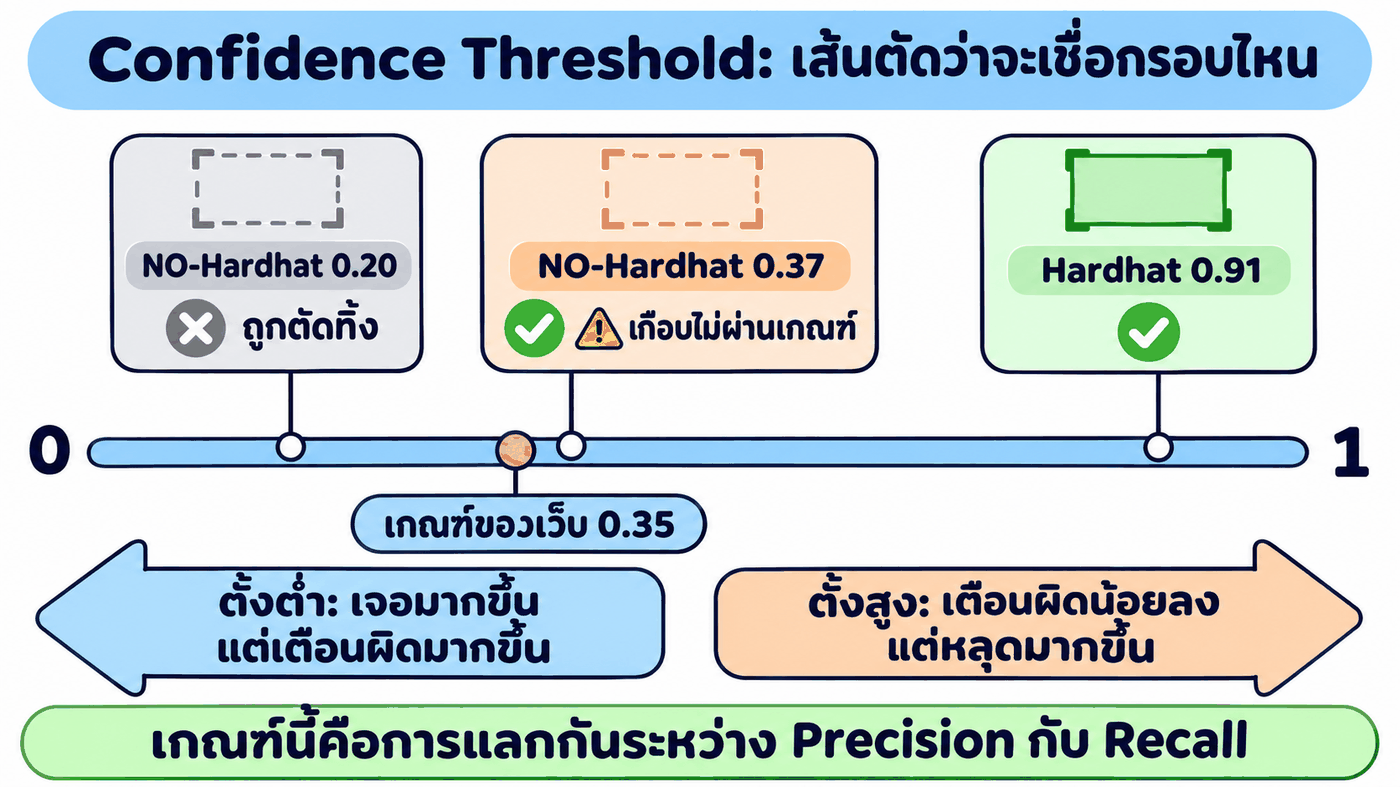 Confidence Threshold: เส้นตัดว่าจะเชื่อกรอบไหน
NO-Hardhat 0.20
ถูกตัดทิ้ง
NO-Hardhat 0.37
เกือบไม่ผ่านเกณฑ์
Hardhat 0.91
0
1
เกณฑ์ของเว็บ 0.35
ตั้งต่ำ: เจอมากขึ้น
แต่เตือนผิดมากขึ้น
ตั้งสูง: เตือนผิดน้อยลง
แต่หลุดมากขึ้น
เกณฑ์นี้คือการแลกกันระหว่าง Precision กับ Recall